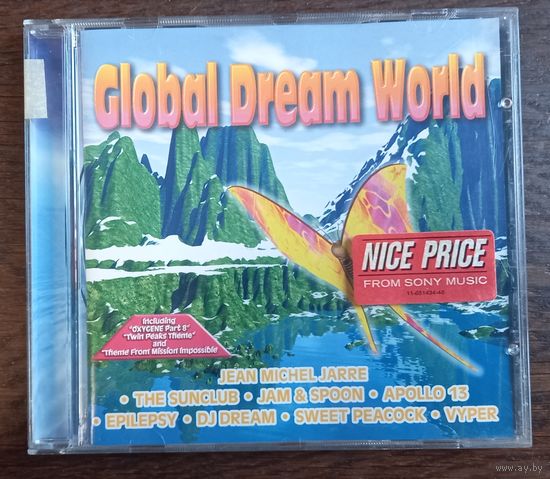 Global Dream World
NICE PRICE
FROM SONY MUSIC
Including
"OXYGENE Part 8"
"Twin Peaks Theme"
and
"Theme From Mission Impossible
JEAN MICHEL JARRE
• THE SUNCLUB • JAM & SPOON • APOLLO 13
• EPILEPSY • DJ DREAM • SWEET PEACOCK • VYPER
www.ay.by